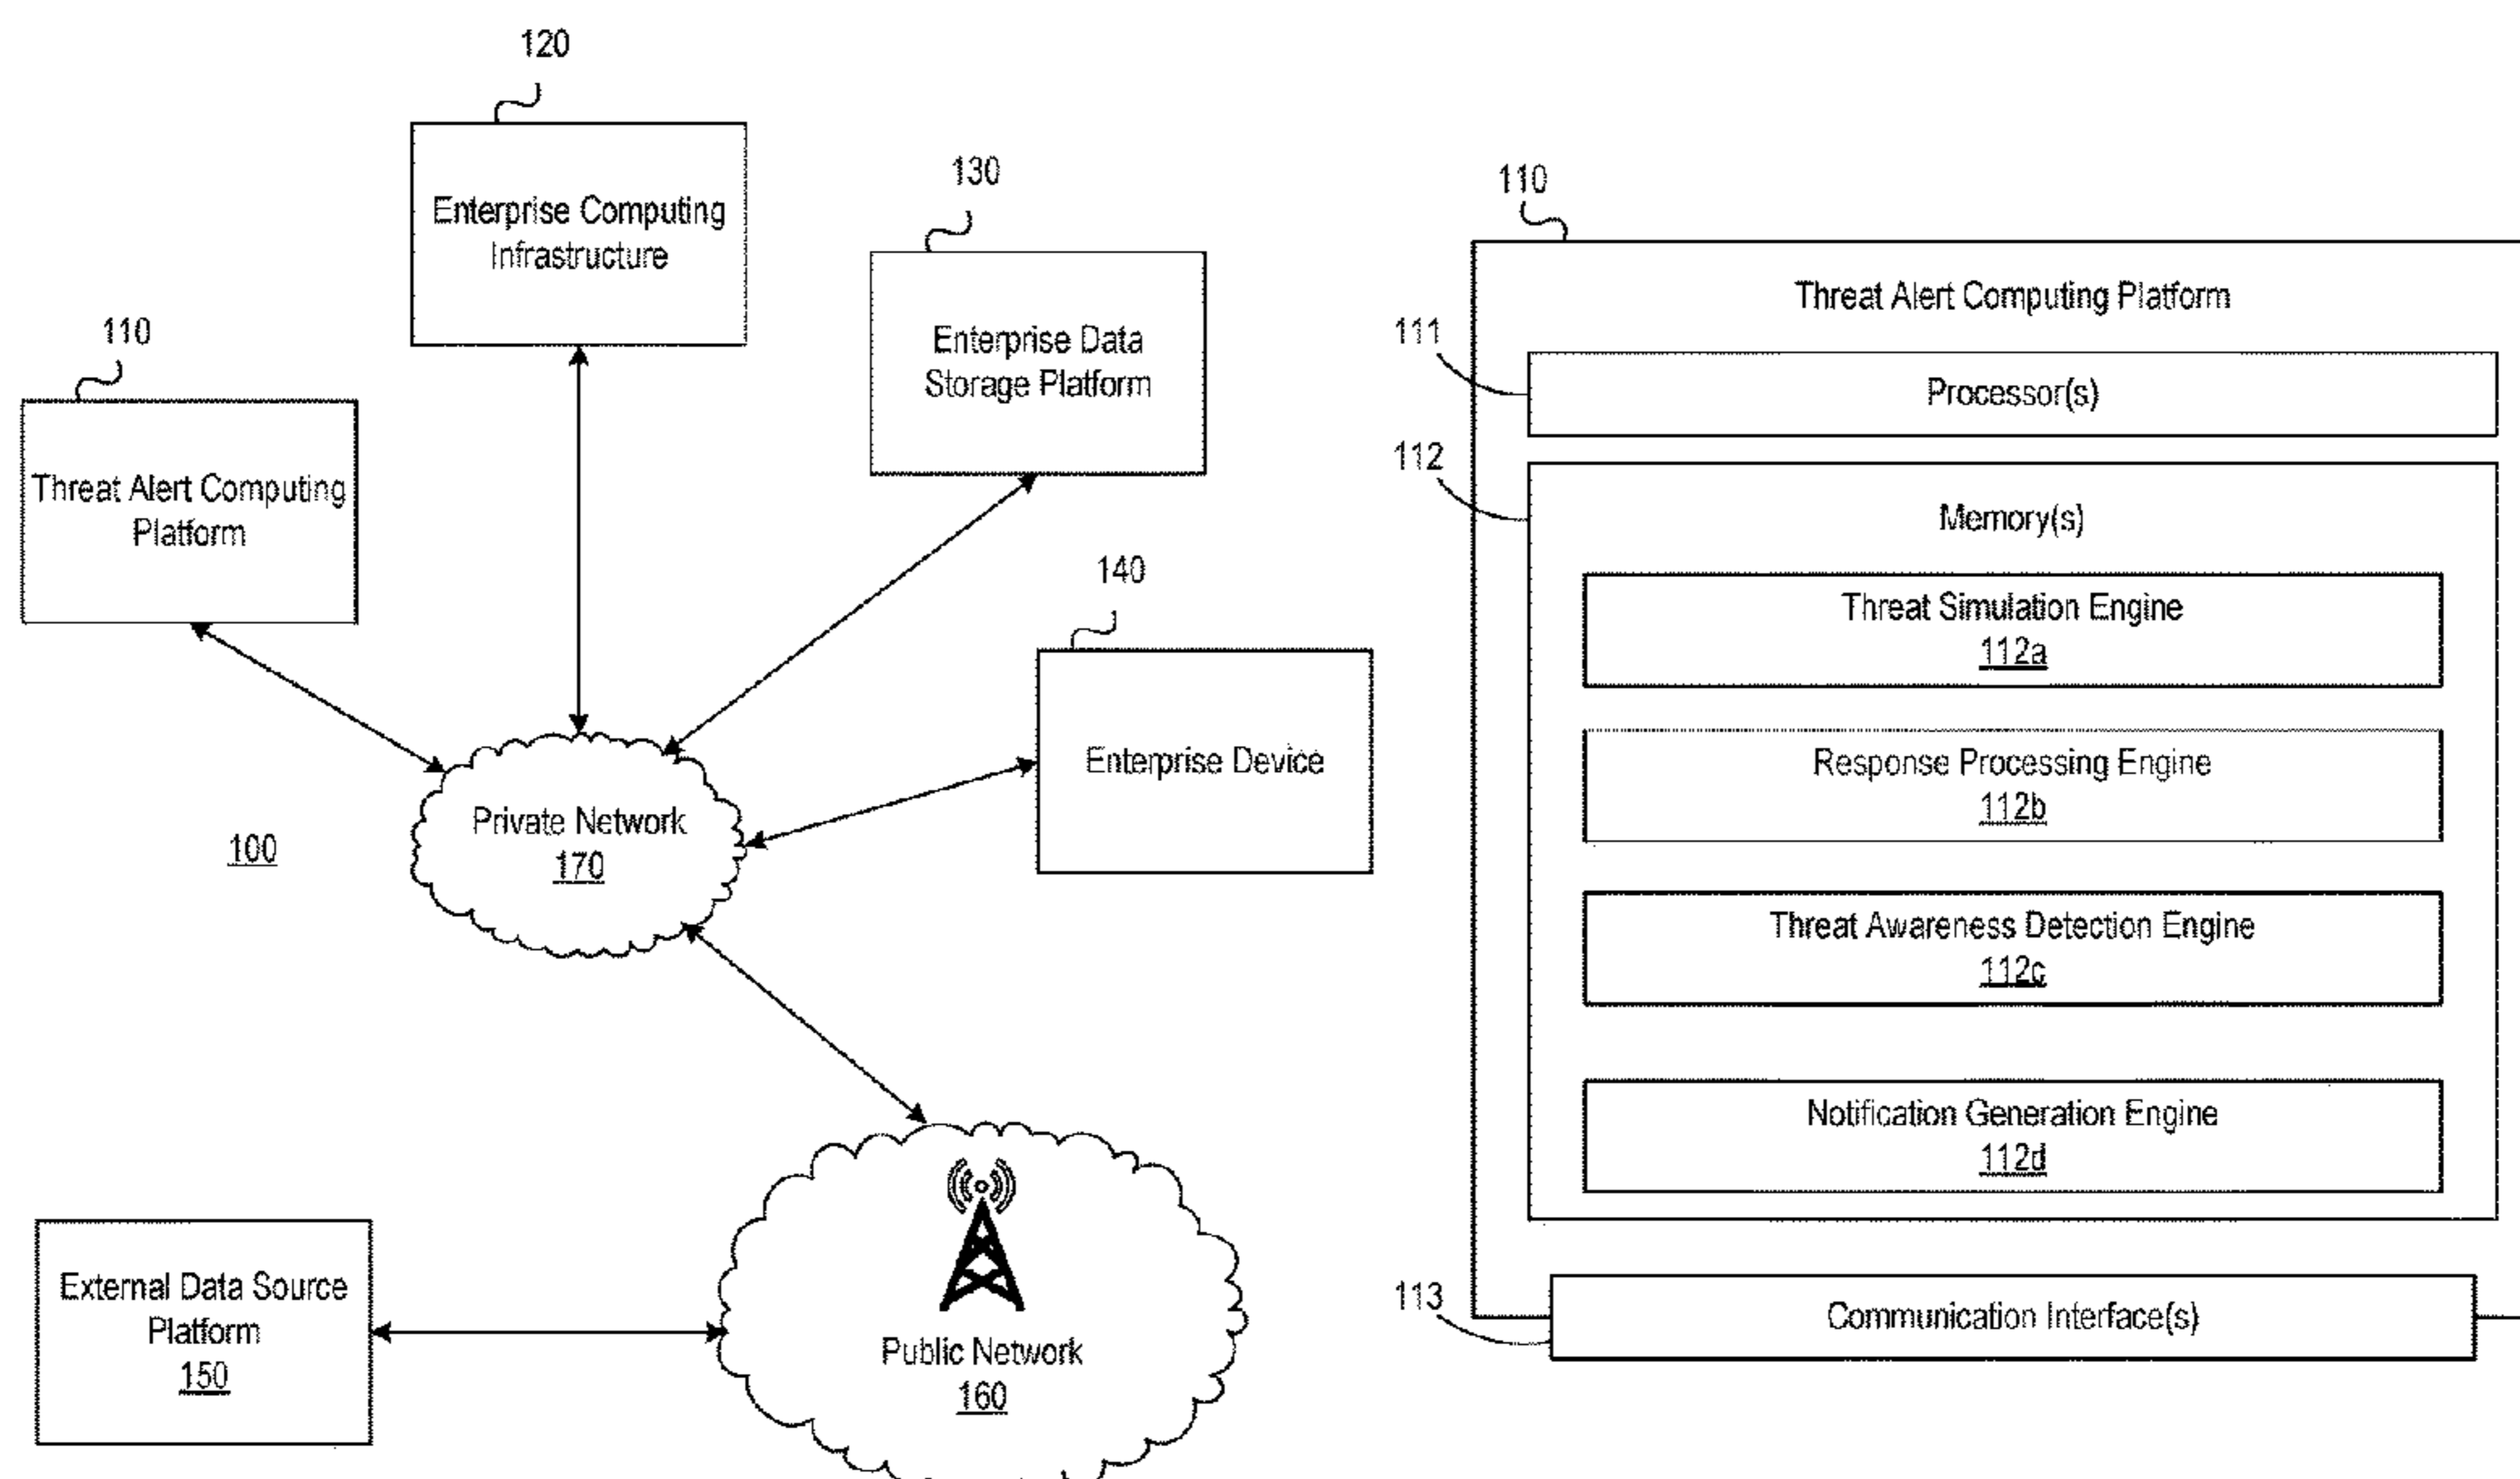 120
Enterprise Computing
Infrastructure
130
Enterprise Data
Storage Platform
110
Threat Alert Computing
Platform
140
Enterprise Device
Private Network
170
100
External Data Source
Platform
150
Public Network
160
110
Threat Alert Computing Platform
111
Processor(s)
112
Memory(s)
Threat Simulation Engine
112a
Response Processing Engine
112b
Threat Awareness Detection Engine
112c
Notification Generation Engine
112d
113
Communication Interface(s)